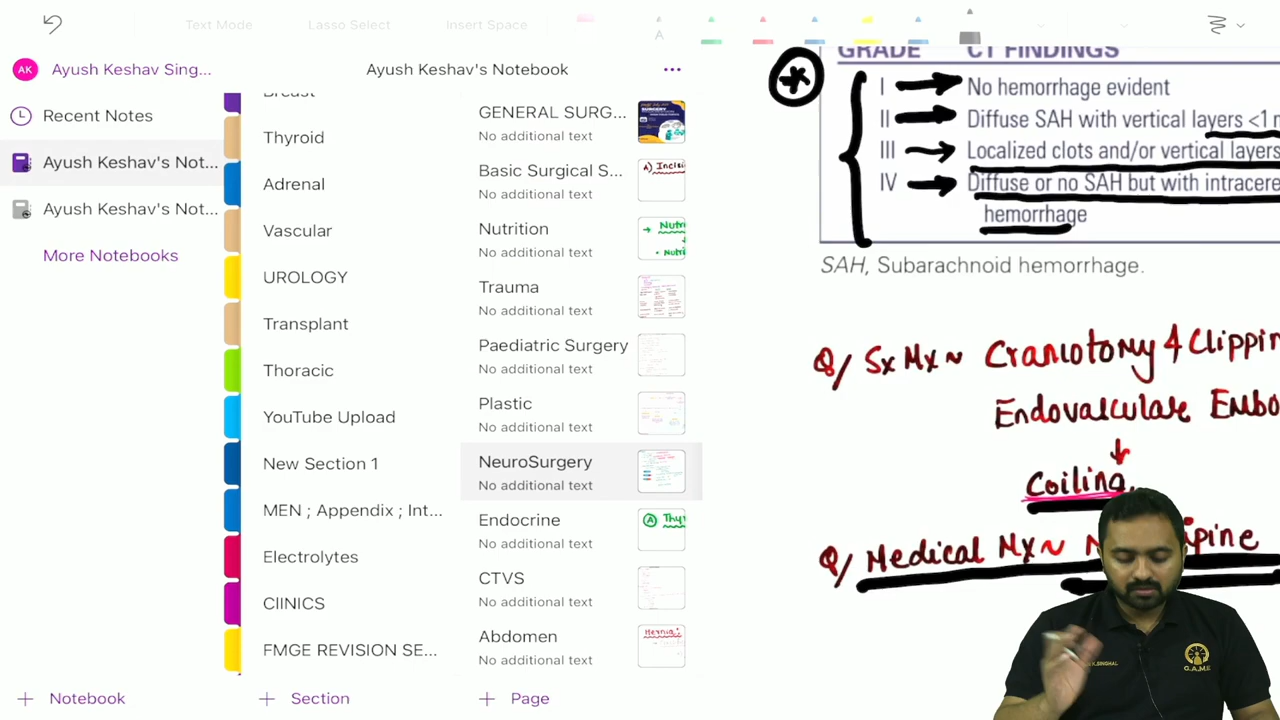 Text Mode
Lasso Select
Insert Space
A
AK
Ayush Keshav Sing...
Recent Notes
Ayush Keshav's Not...
Ayush Keshav's Not...
More Notebooks
Notebook
Breast
Thyroid
Adrenal
Vascular
UROLOGY
Transplant
Thoracic
YouTube Upload
New Section 1
MEN ; Appendix ; Int...
Electrolytes
ClINICS
FMGE REVISION SE...
Section
Ayush Keshav's Notebook
GENERAL SURG...
No additional text
Basic Surgical S...
No additional text
Nutrition
No additional text
Trauma
No additional text
Paediatric Surgery
No additional text
Plastic
No additional text
NeuroSurgery
No additional text
Endocrine
No additional text
CTVS
No additional text
Abdomen
No additional text
Page
GRADE CT FINDINGS
I No hemorrhage evident
II Diffuse SAH with vertical layers <1
III Localized clots and/or vertical layers
IV Diffuse or no SAH but with intracere
hemorrhage
SAH, Subarachnoid hemorrhage.
Q/ Sx Mx~ Craniotomy & Clippin
Endovasculare Embo
Coiling
Q/ Medical Mx~
G.A.M.E